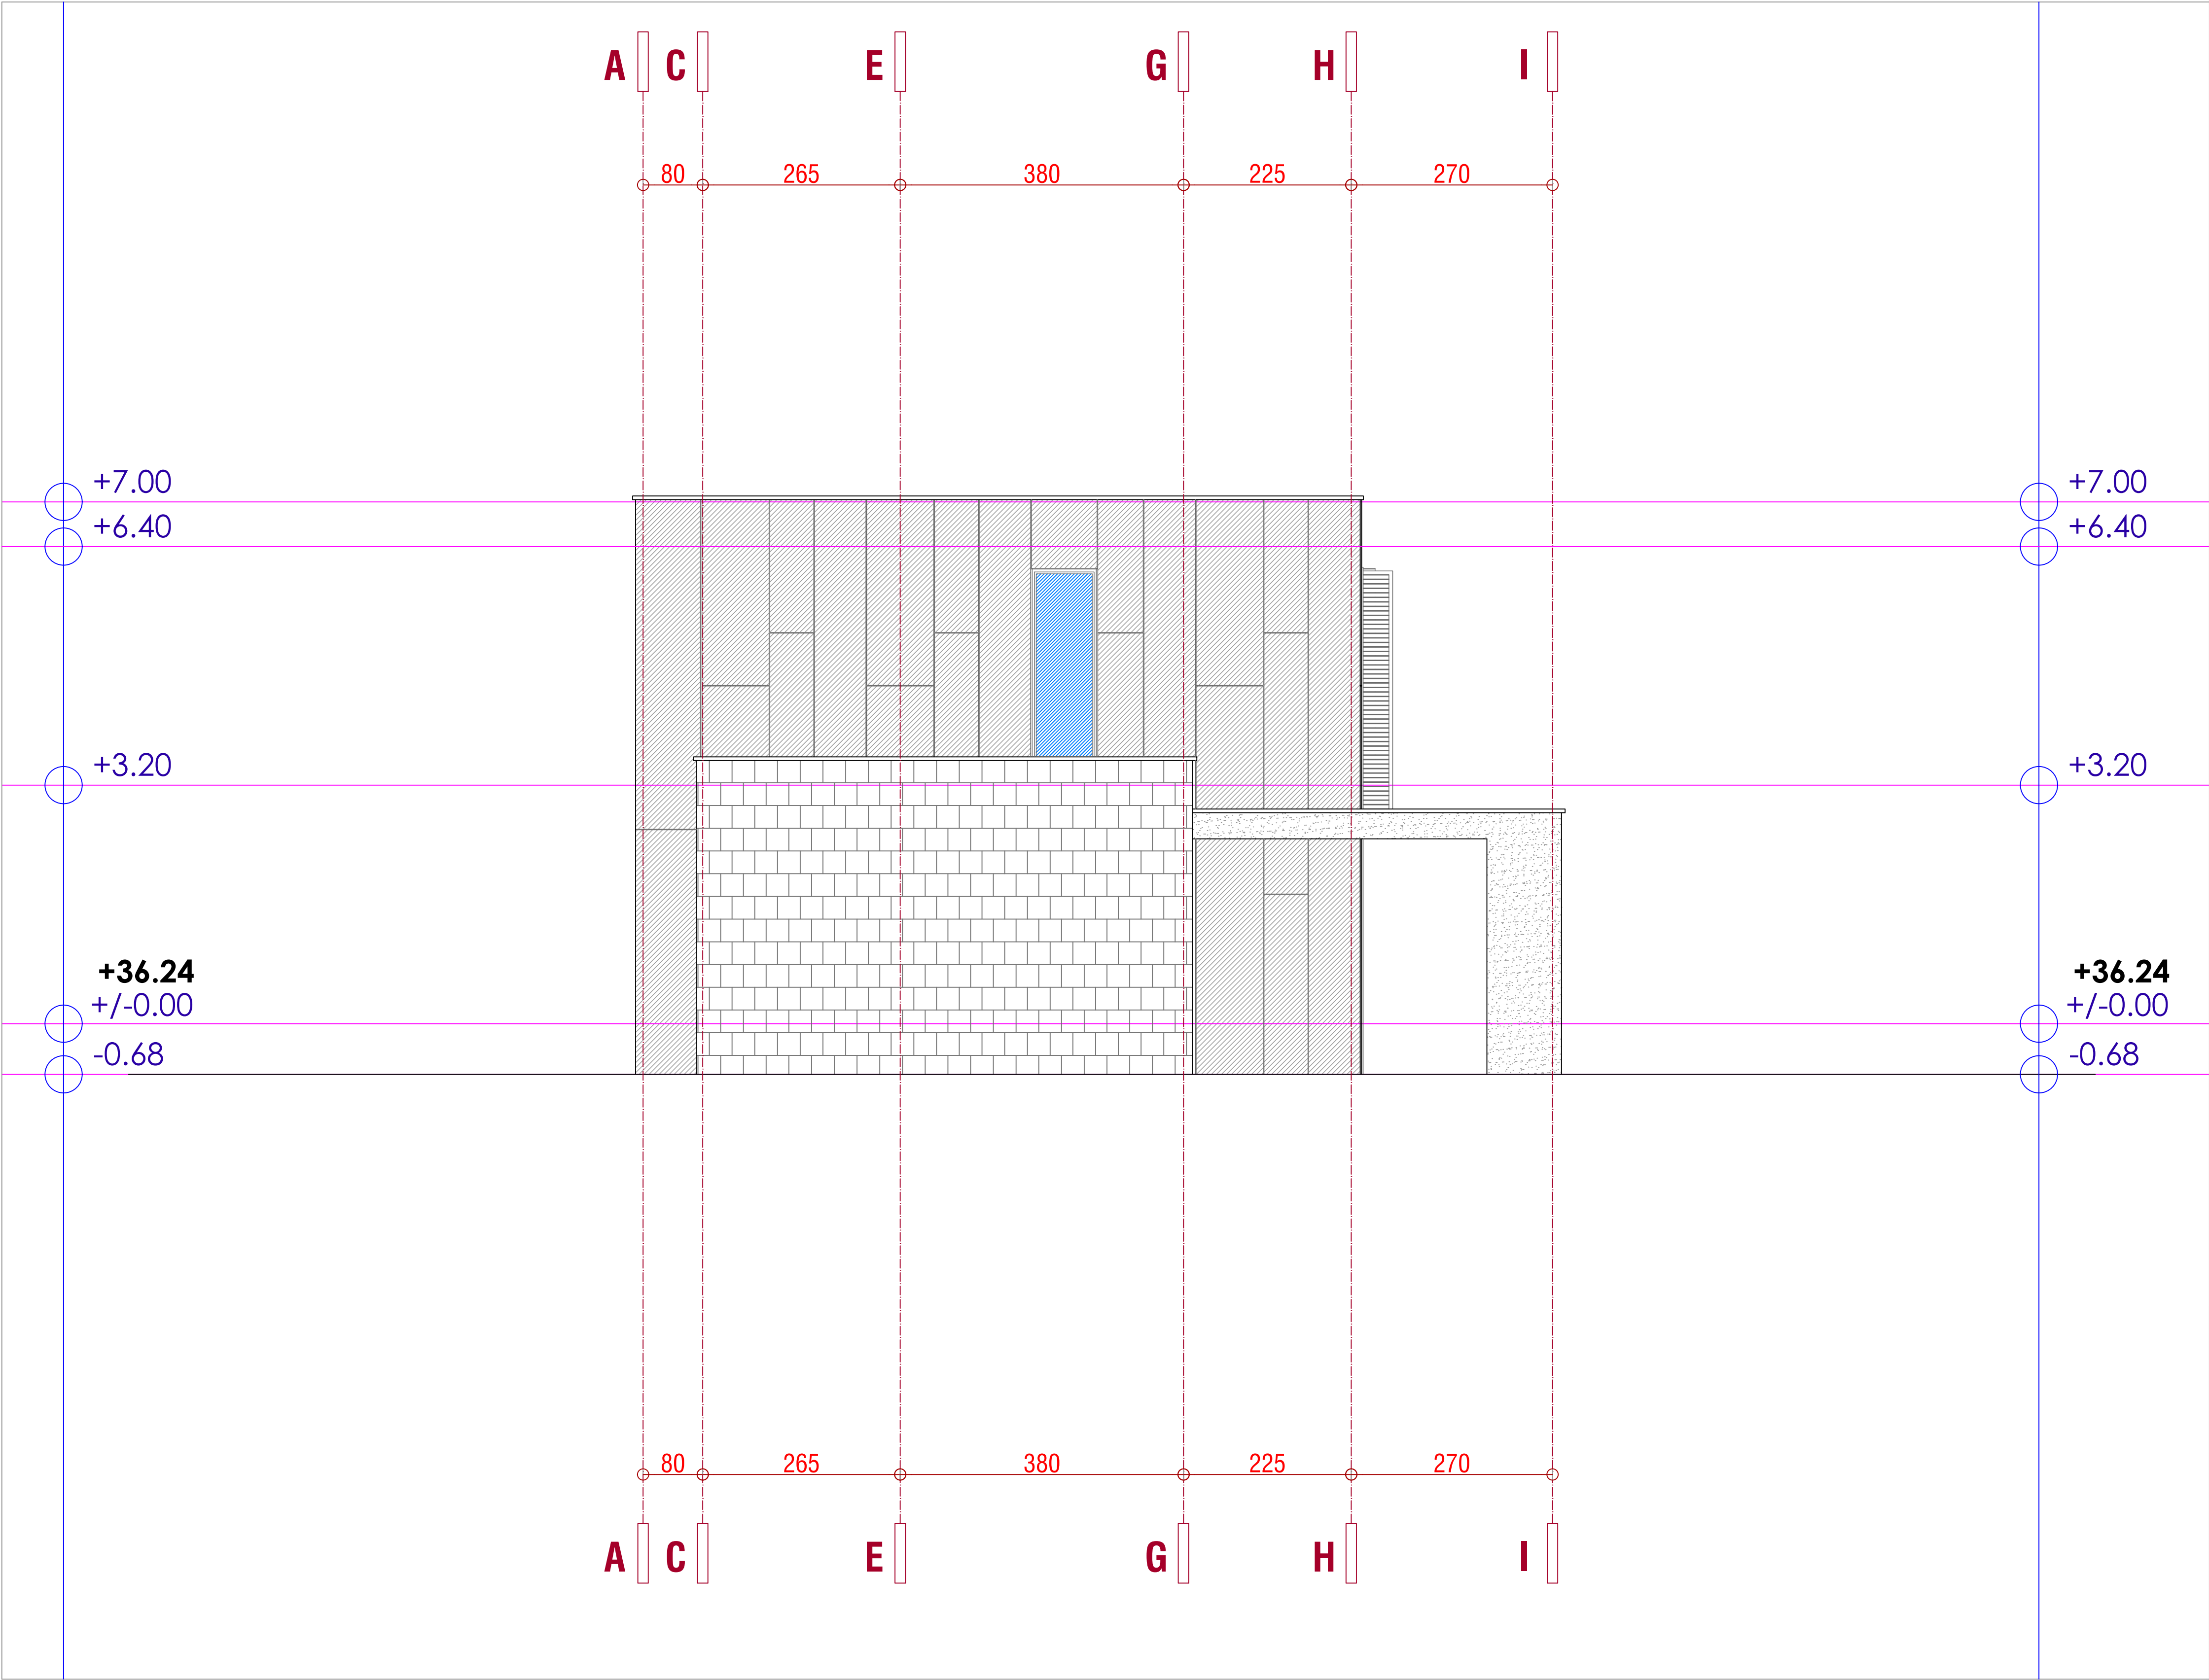 A C E G H I
80 265 380 225 270
+7.00 +7.00
+6.40 +6.40
+3.20 +3.20
+36.24 +36.24
+/-0.00 +/-0.00
-0.68 -0.68
80 265 380 225 270
A C E G H I